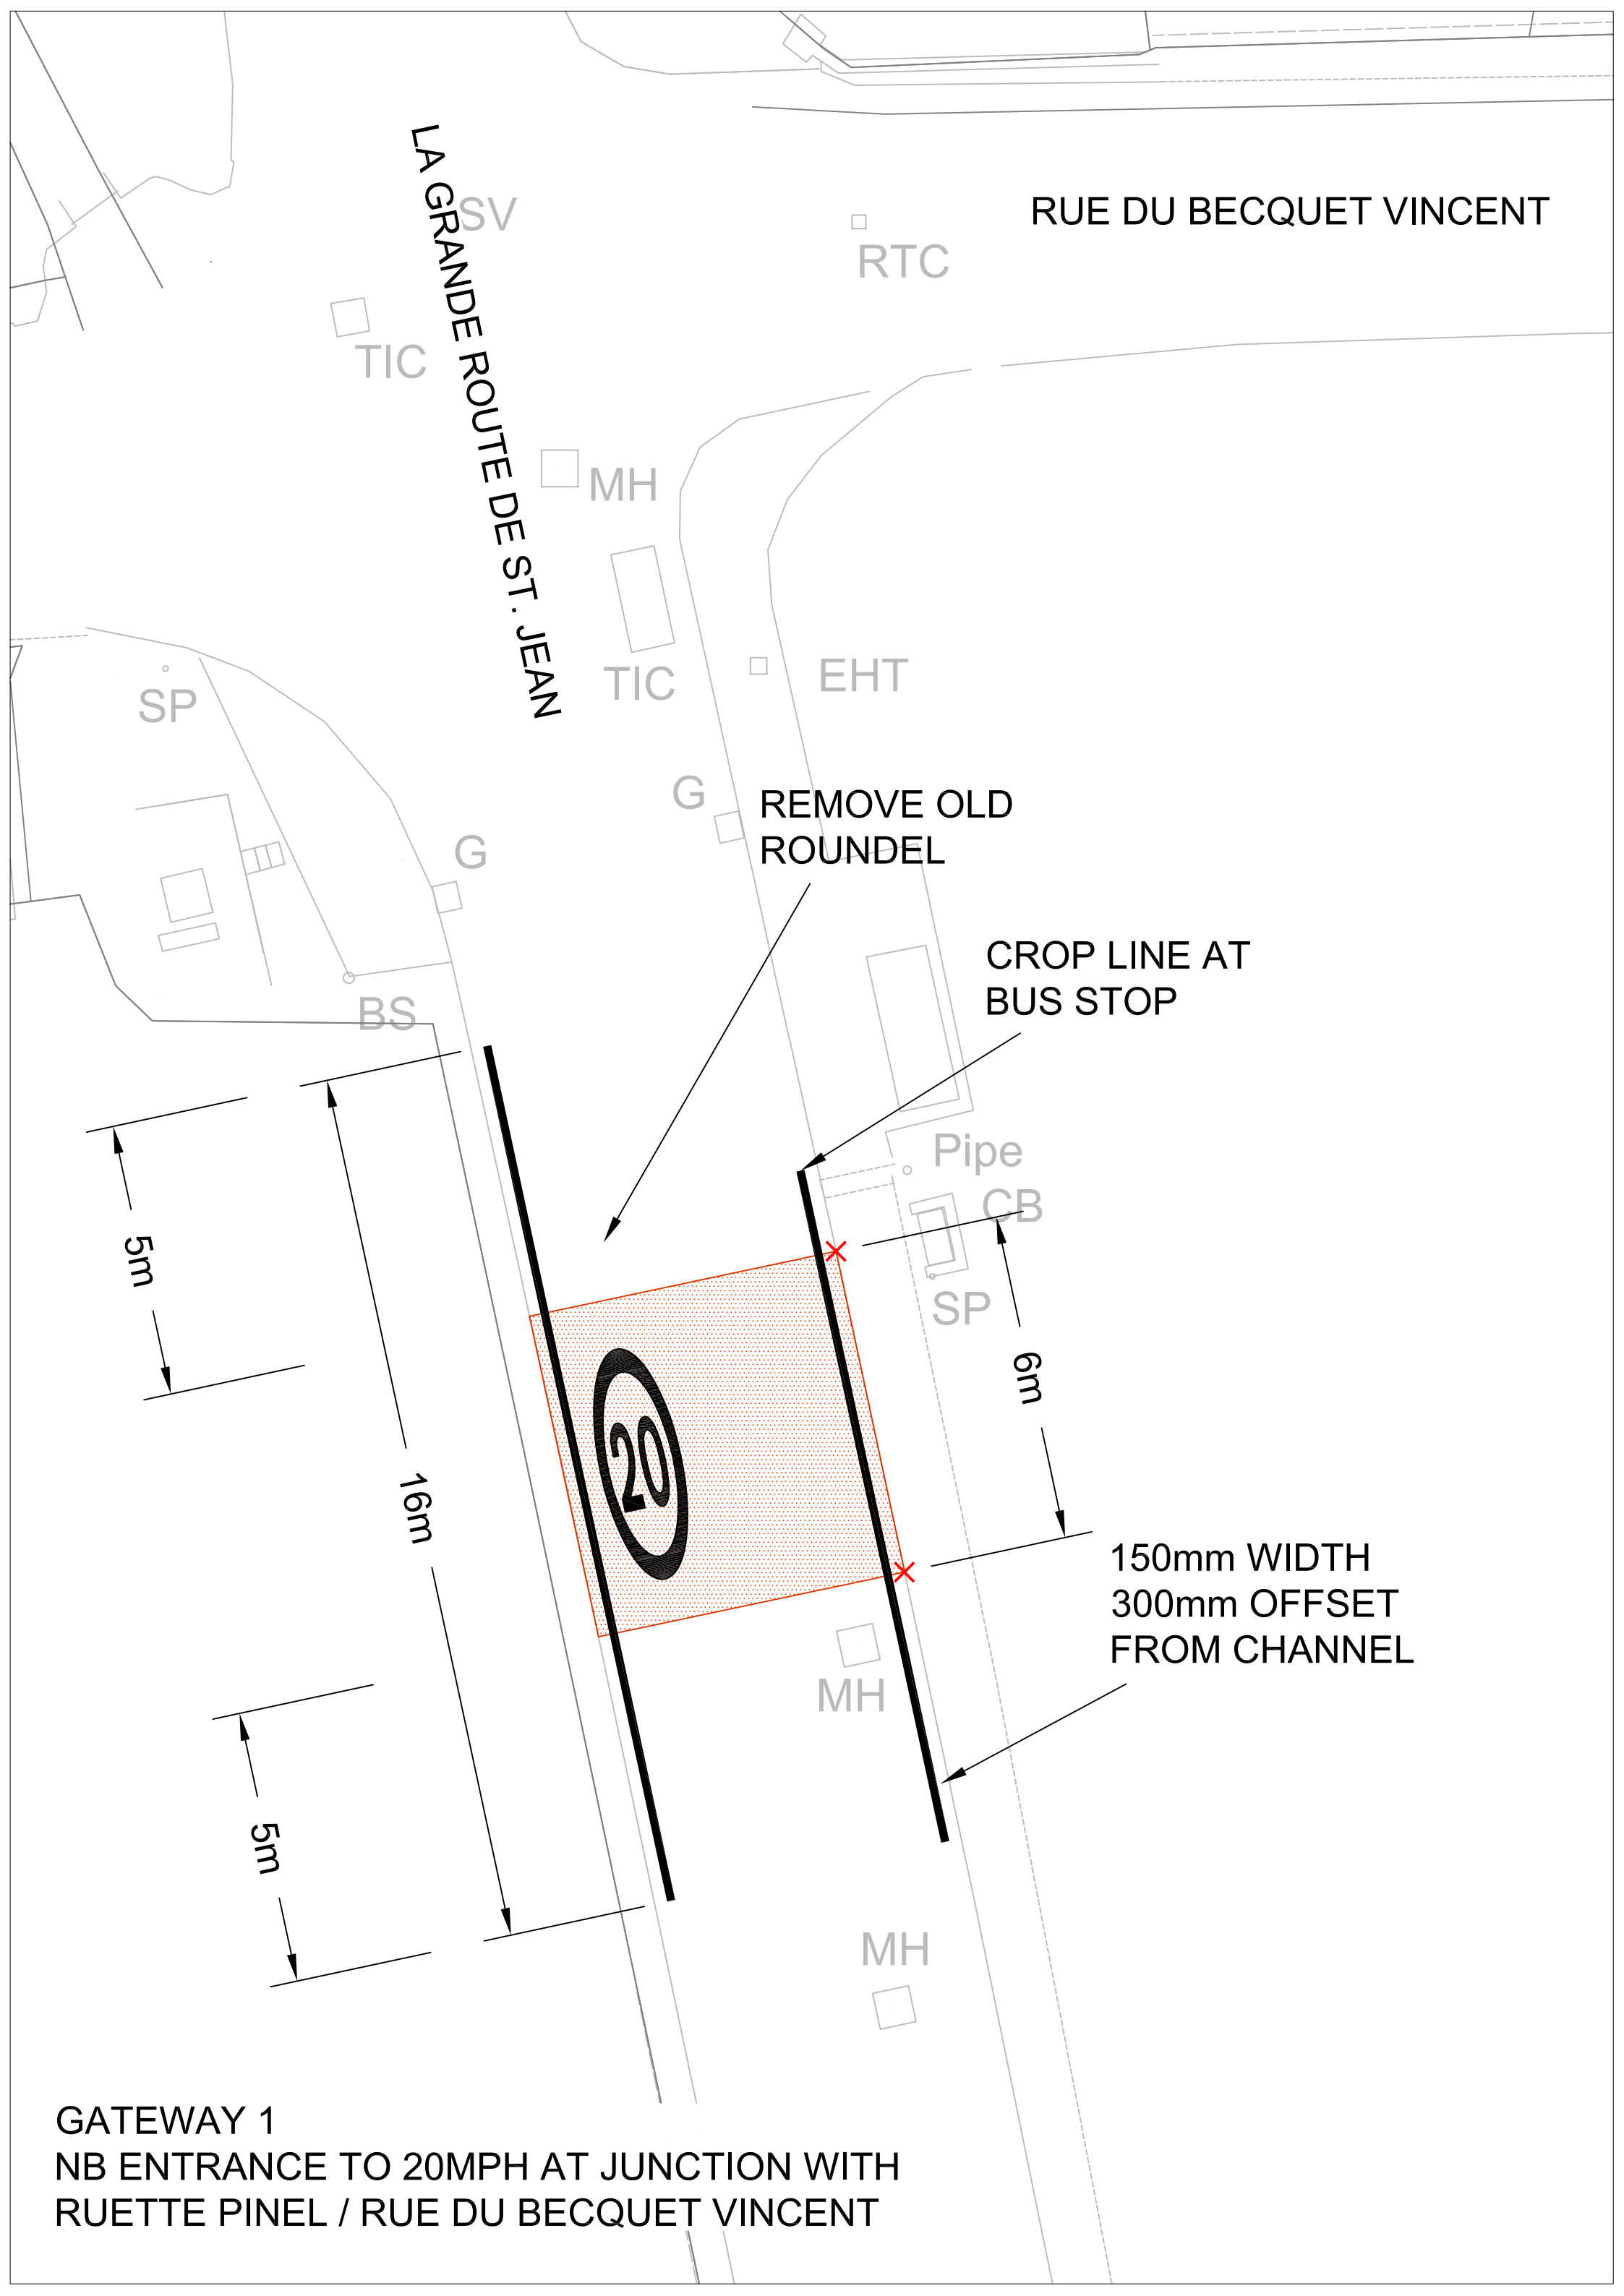 LA GRANDE ROUTE DE ST. JEAN
SV
RUE DU BECQUET VINCENT
RTC
TIC
MH
TIC
EHT
SP
G
REMOVE OLD
ROUNDEL
G
CROP LINE AT
BUS STOP
BS
Pipe
CB
5m
SP
6m
20
16m
150mm WIDTH
300mm OFFSET
FROM CHANNEL
MH
5m
MH
GATEWAY 1
NB ENTRANCE TO 20MPH AT JUNCTION WITH
RUETTE PINEL / RUE DU BECQUET VINCENT